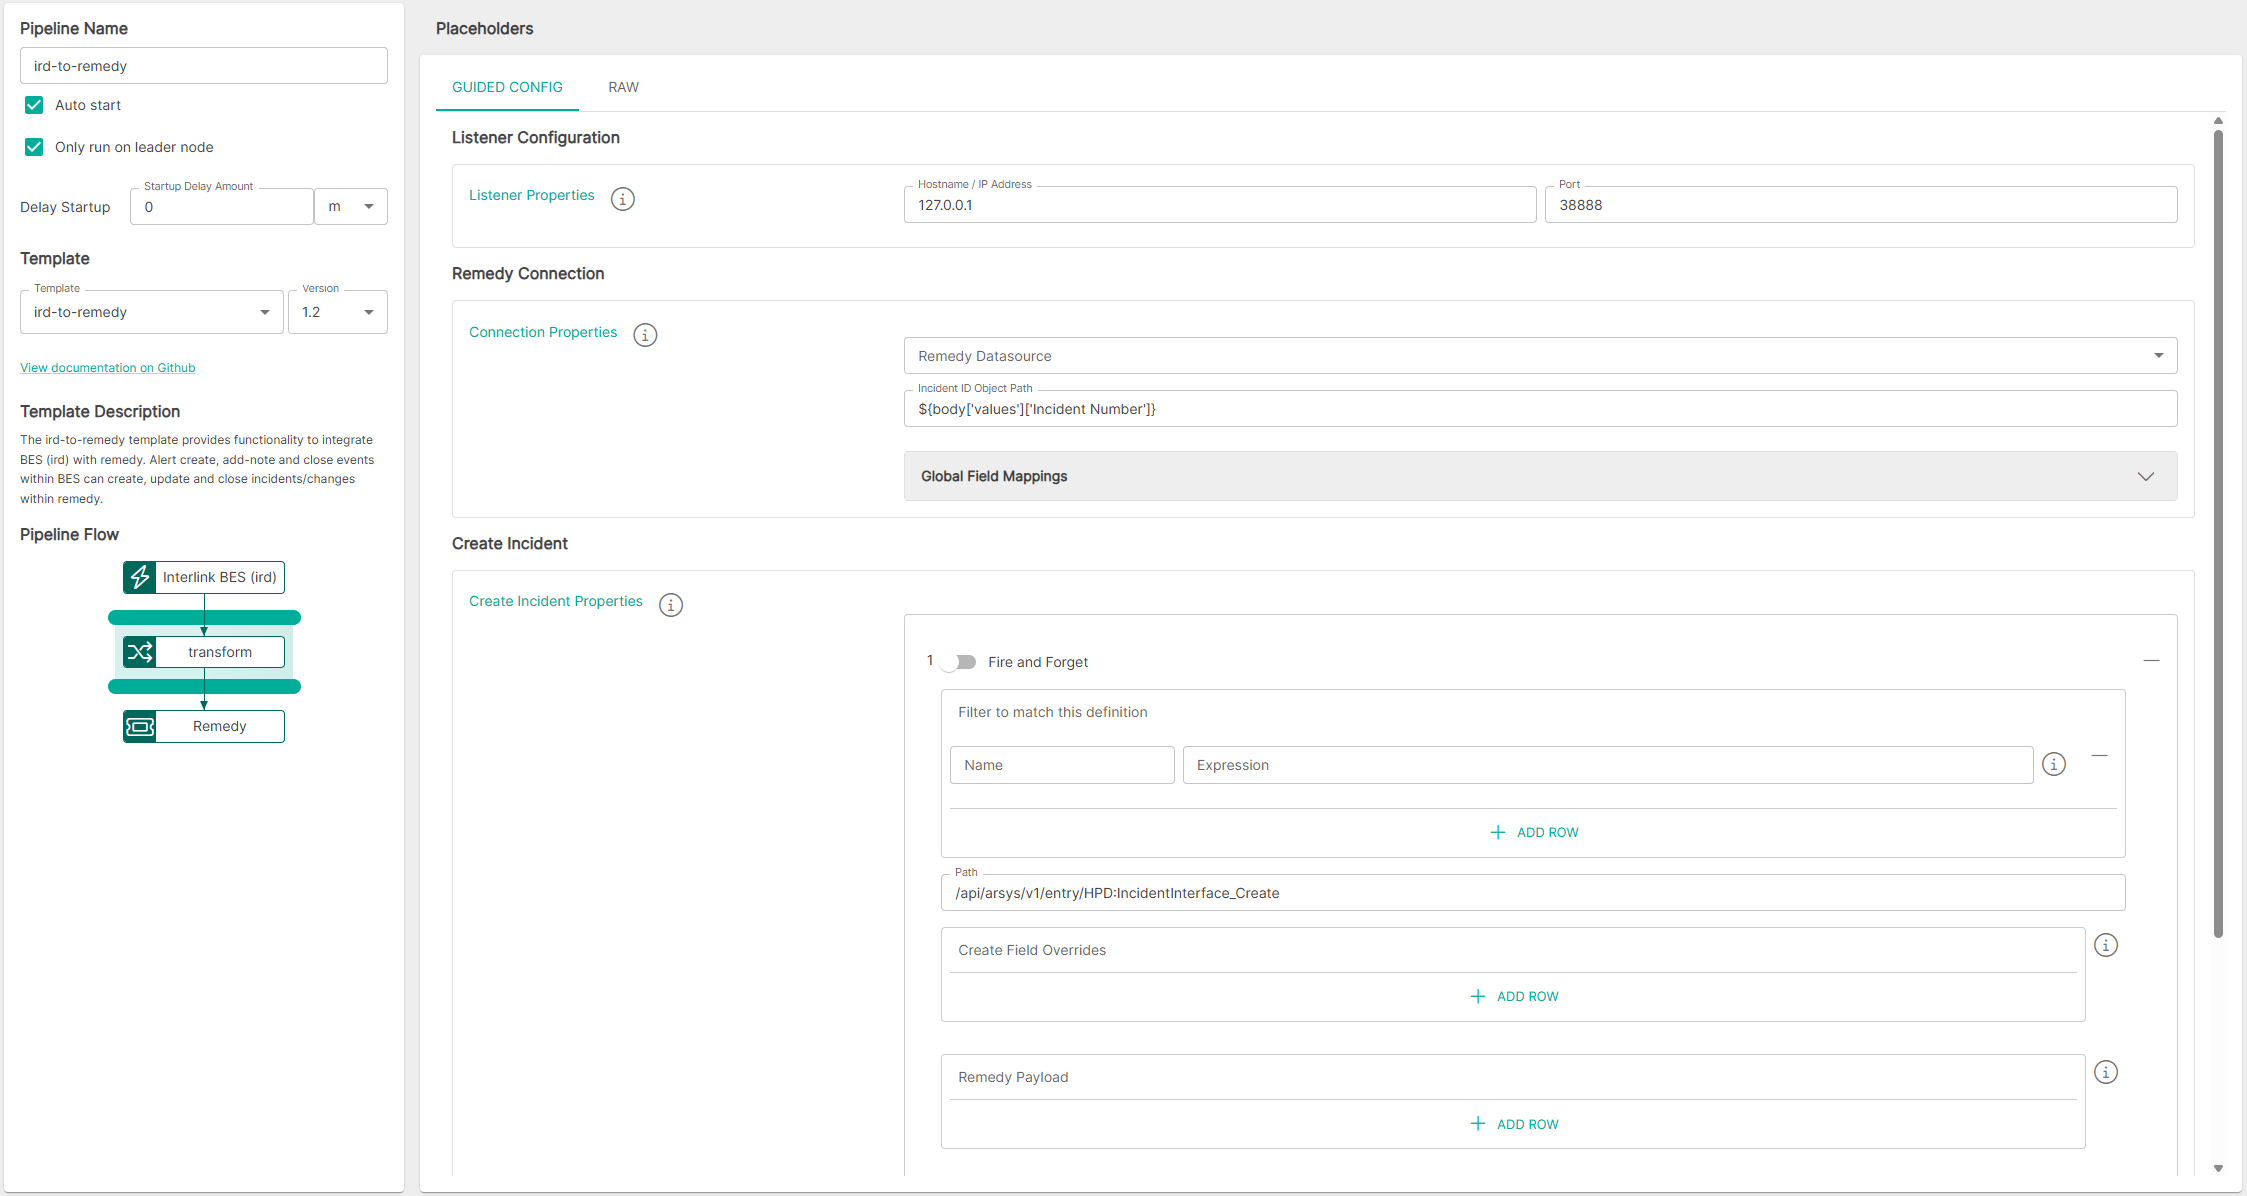 Pipeline Name
ird-to-remedy
Auto start
Only run on leader node
Delay Startup
Startup Delay Amount
0
m
Template
Template
ird-to-remedy
Version
1.2
View documentation on Github
Template Description
The ird-to-remedy template provides functionality to integrate
BES (ird) with remedy. Alert create, add-note and close events
within BES can create, update and close incidents/changes
within remedy.
Pipeline Flow
Interlink BES (ird)
transform
Remedy
Placeholders
GUIDED CONFIG
RAW
Listener Configuration
Listener Properties
Hostname / IP Address
127.0.0.1
Port
38888
Remedy Connection
Connection Properties
Remedy Datasource
Incident ID Object Path
${body['values']['Incident Number']}
Global Field Mappings
Create Incident
Create Incident Properties
1
Fire and Forget
Filter to match this definition
Name
Expression
ADD ROW
Path
/api/arsys/v1/entry/HPD:IncidentInterface_Create
Create Field Overrides
ADD ROW
Remedy Payload
ADD ROW